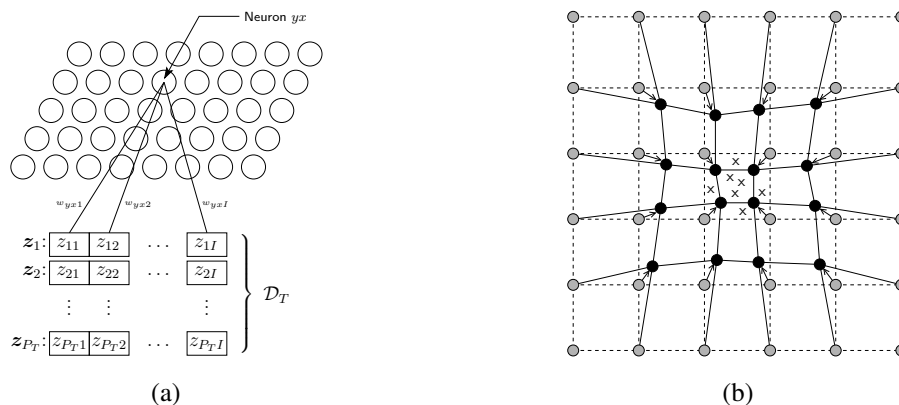 Neuron yx
w_{yx1} w_{yx2} w_{yxI}
z_1: z_{11} z_{12} ... z_{1I}
z_2: z_{21} z_{22} ... z_{2I}
D_T
⋮ ⋮ ⋮
z_{P_T}: z_{P_T1} z_{P_T2} ... z_{P_TI}
x
x
x
x
x
x
x
x
(a) (b)